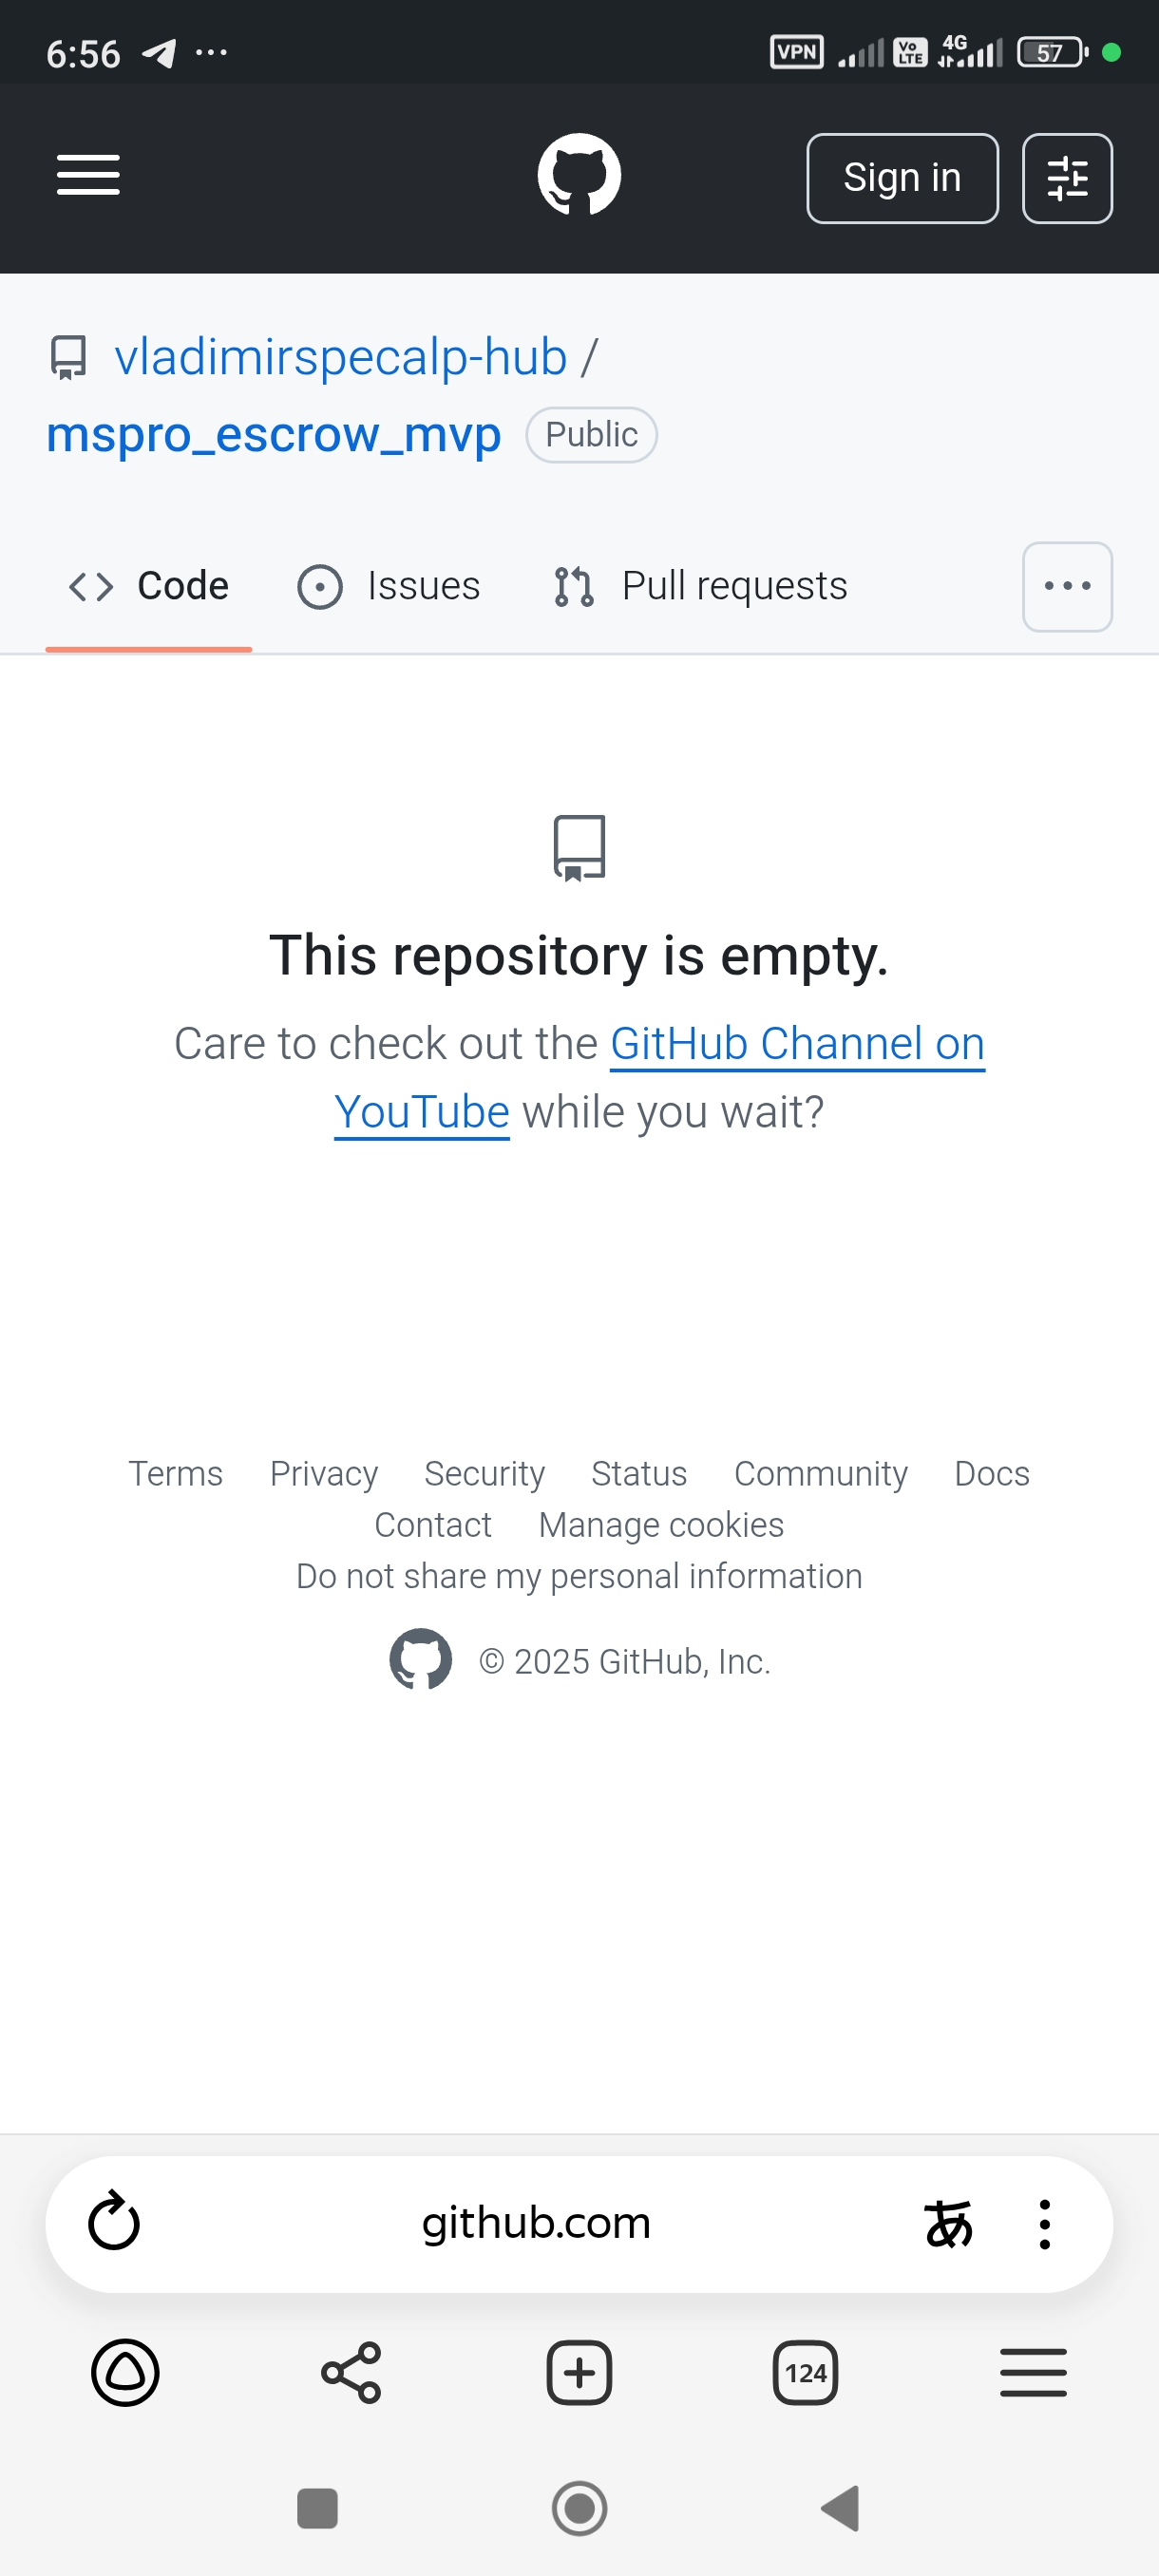 6:56 ... VPN Vo LTE 4G 57
Sign in
vladimirspecalp-hub /
mspro_escrow_mvp Public
Code Issues Pull requests
This repository is empty.
Care to check out the GitHub Channel on
YouTube while you wait?
Terms Privacy Security Status Community Docs
Contact Manage cookies
Do not share my personal information
© 2025 GitHub, Inc.
github.com あ
124